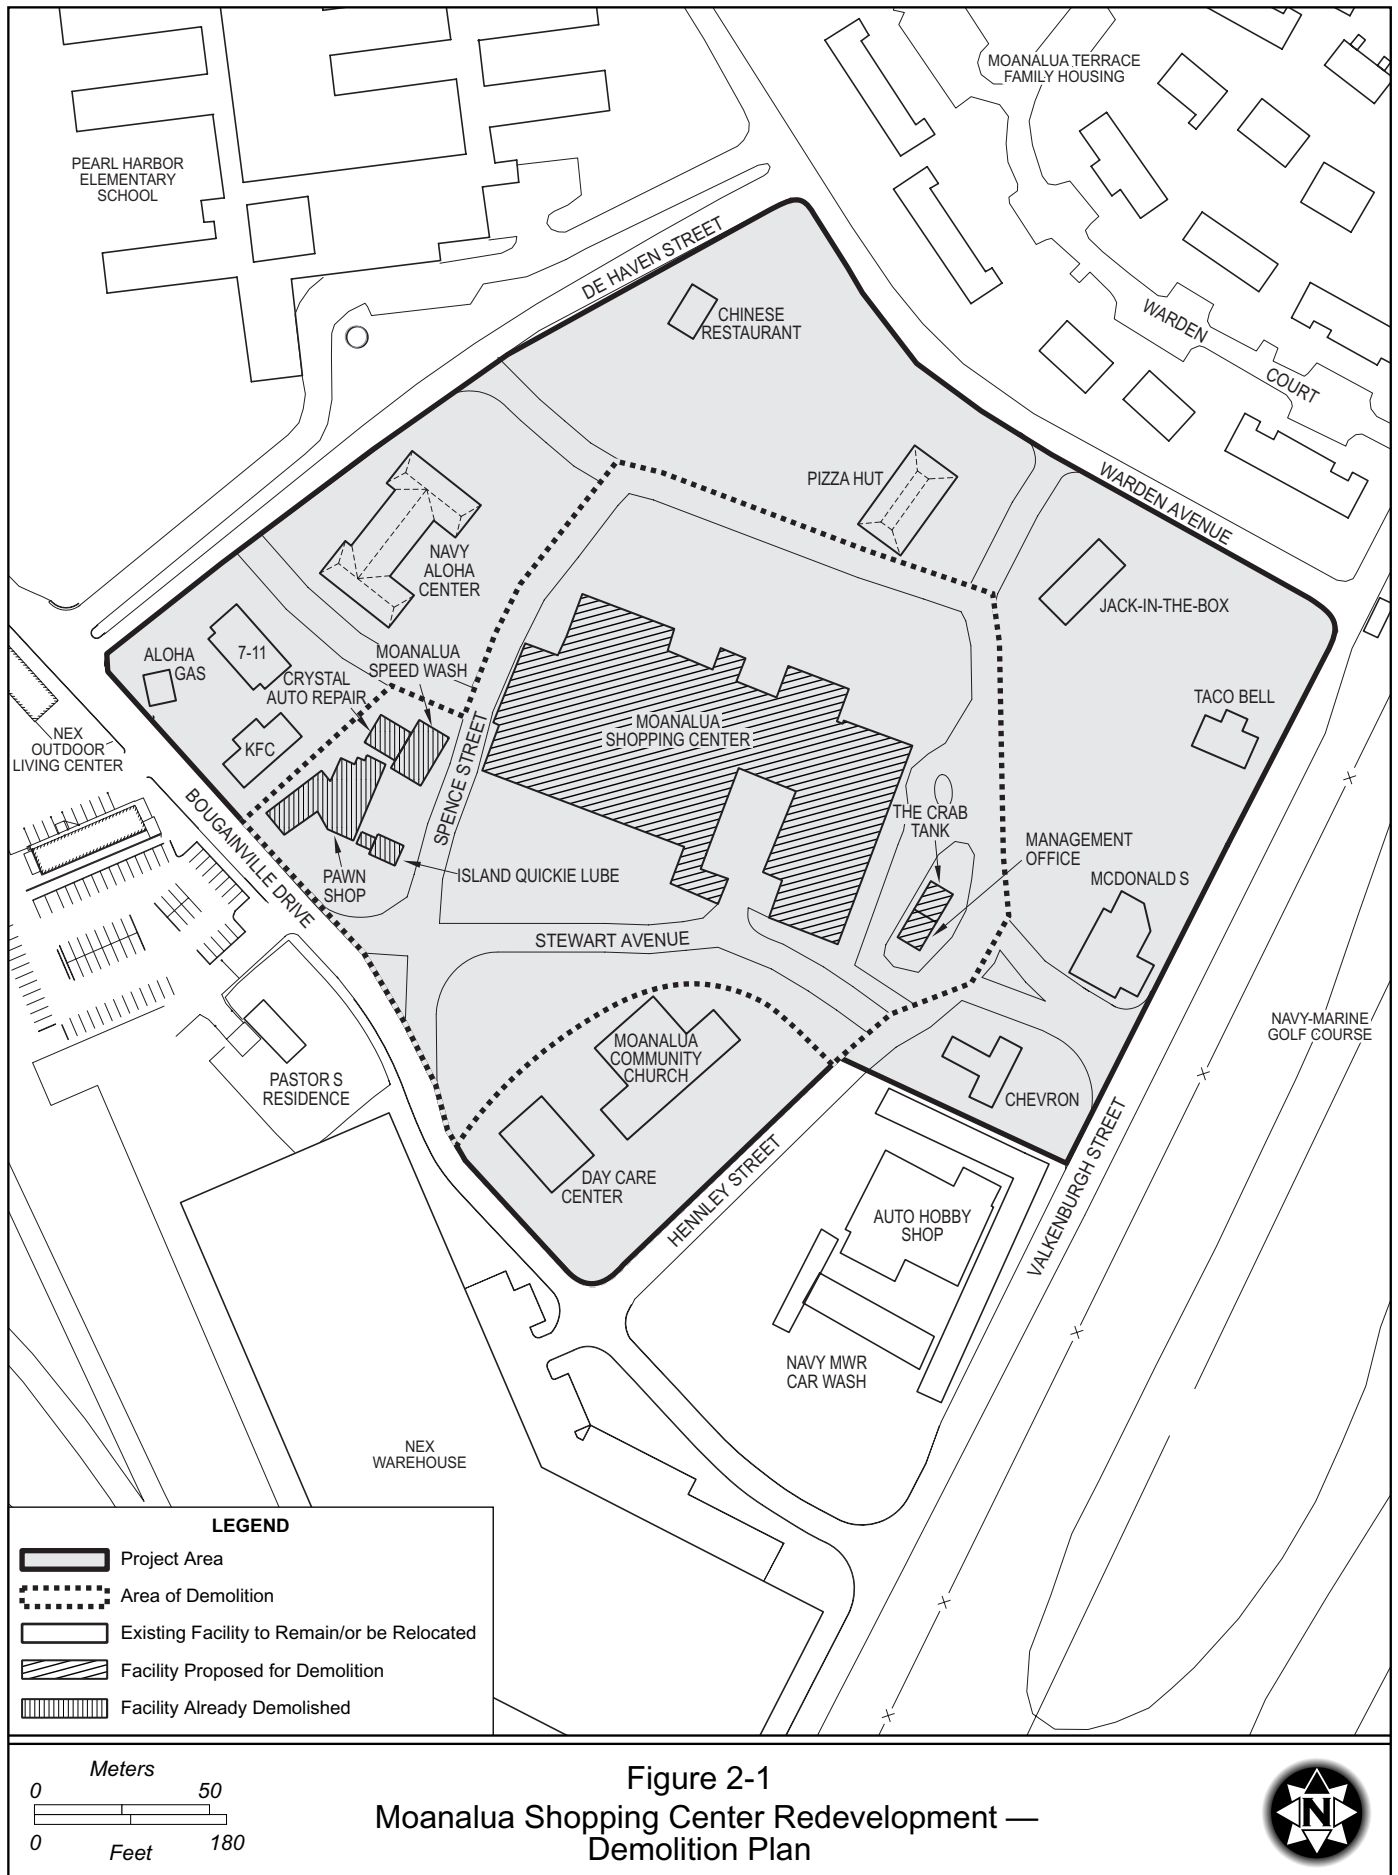 MOANALUA TERRACE
FAMILY HOUSING
PEARL HARBOR
ELEMENTARY
SCHOOL
DE HAVEN STREET
CHINESE
RESTAURANT
WARDEN
COURT
PIZZA HUT
WARDEN AVENUE
NAVY
ALOHA
CENTER
JACK-IN-THE-BOX
ALOHA
GAS
7-11
MOANALUA
SPEED WASH
CRYSTAL
AUTO REPAIR
TACO BELL
NEX
OUTDOOR
LIVING CENTER
KFC
SPENCE STREET
MOANALUA
SHOPPING CENTER
THE CRAB
TANK
MANAGEMENT
OFFICE
BOUGAINVILLE DRIVE
PAWN
SHOP
ISLAND QUICKIE LUBE
MCDONALD S
STEWART AVENUE
NAVY-MARINE
GOLF COURSE
MOANALUA
COMMUNITY
CHURCH
PASTOR S
RESIDENCE
CHEVRON
DAY CARE
CENTER
HENNLEY STREET
VALKENBURGH STREET
AUTO HOBBY
SHOP
NAVY MWR
CAR WASH
NEX
WAREHOUSE
X
X
X
X
X
LEGEND
Project Area
Area of Demolition
Existing Facility to Remain/or be Relocated
Facility Proposed for Demolition
Facility Already Demolished
Meters
0 50
0 180
Feet
Figure 2-1
Moanalua Shopping Center Redevelopment —
Demolition Plan
N